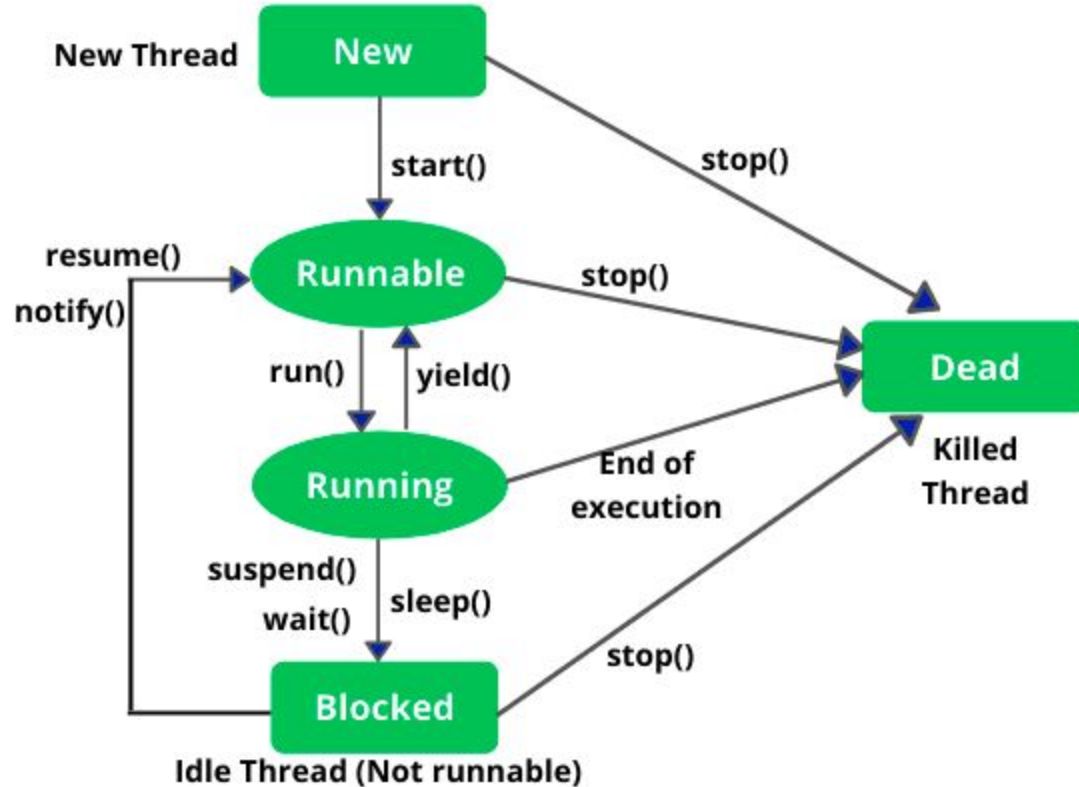 New Thread
New
start()
stop()
resume()
notify()
Runnable
stop()
run()
yield()
Dead
Killed
Thread
Running
End of
execution
suspend()
wait()
sleep()
stop()
Blocked
Idle Thread (Not runnable)